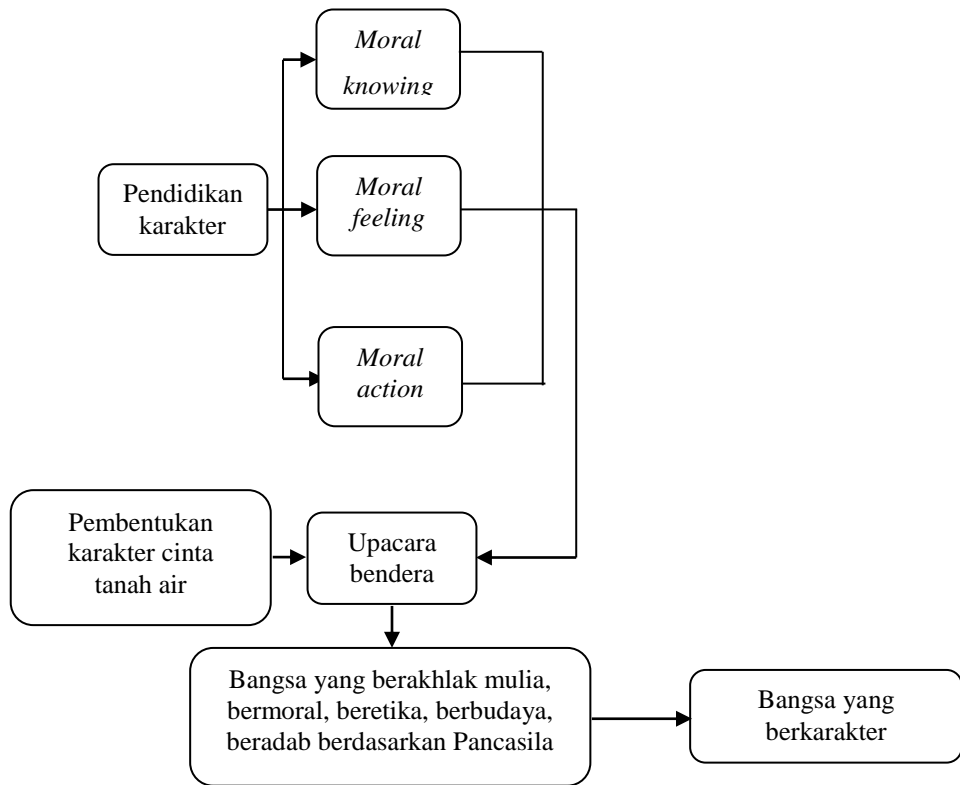 Moral
knowing
Pendidikan
karakter
Moral
feeling
Moral
action
Pembentukan
karakter cinta
tanah air
Upacara
bendera
Bangsa yang berakhlak mulia,
bermoral, beretika, berbudaya,
beradab berdasarkan Pancasila
Bangsa yang
berkarakter